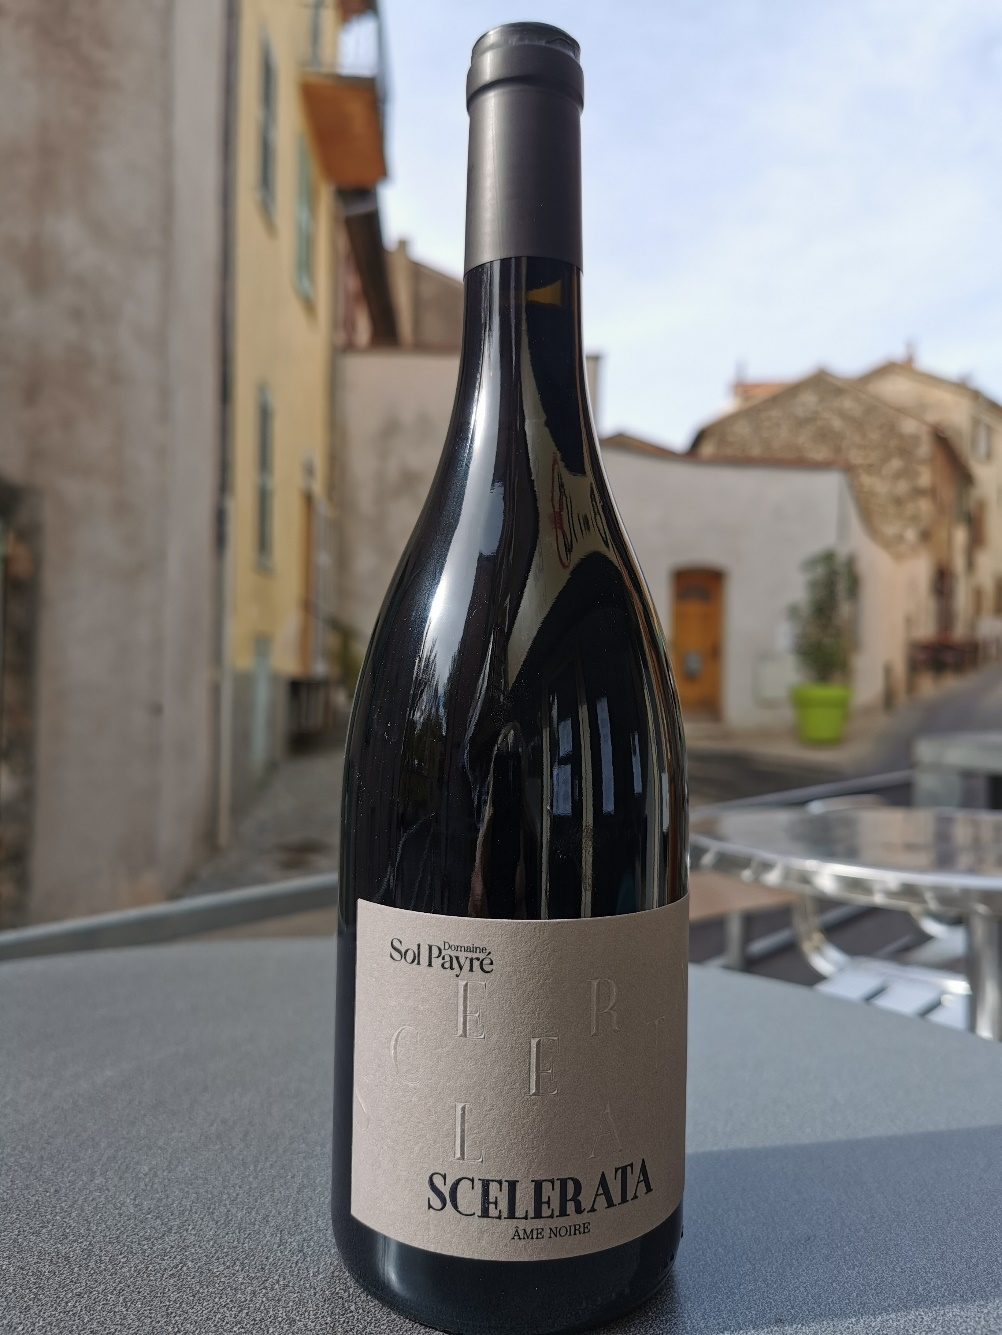 Domaine
Sol Payré
E R
C E
L A
SCELERATA
ÂME NOIRE